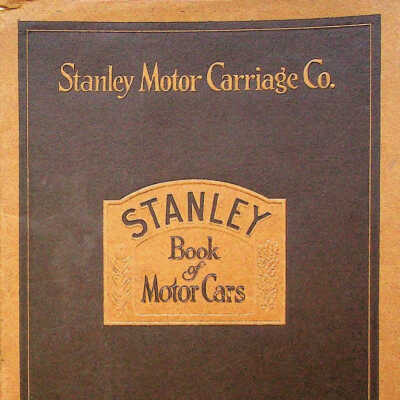 Stanley Motor Carriage Co.
STANLEY
Book
of
Motor Cars